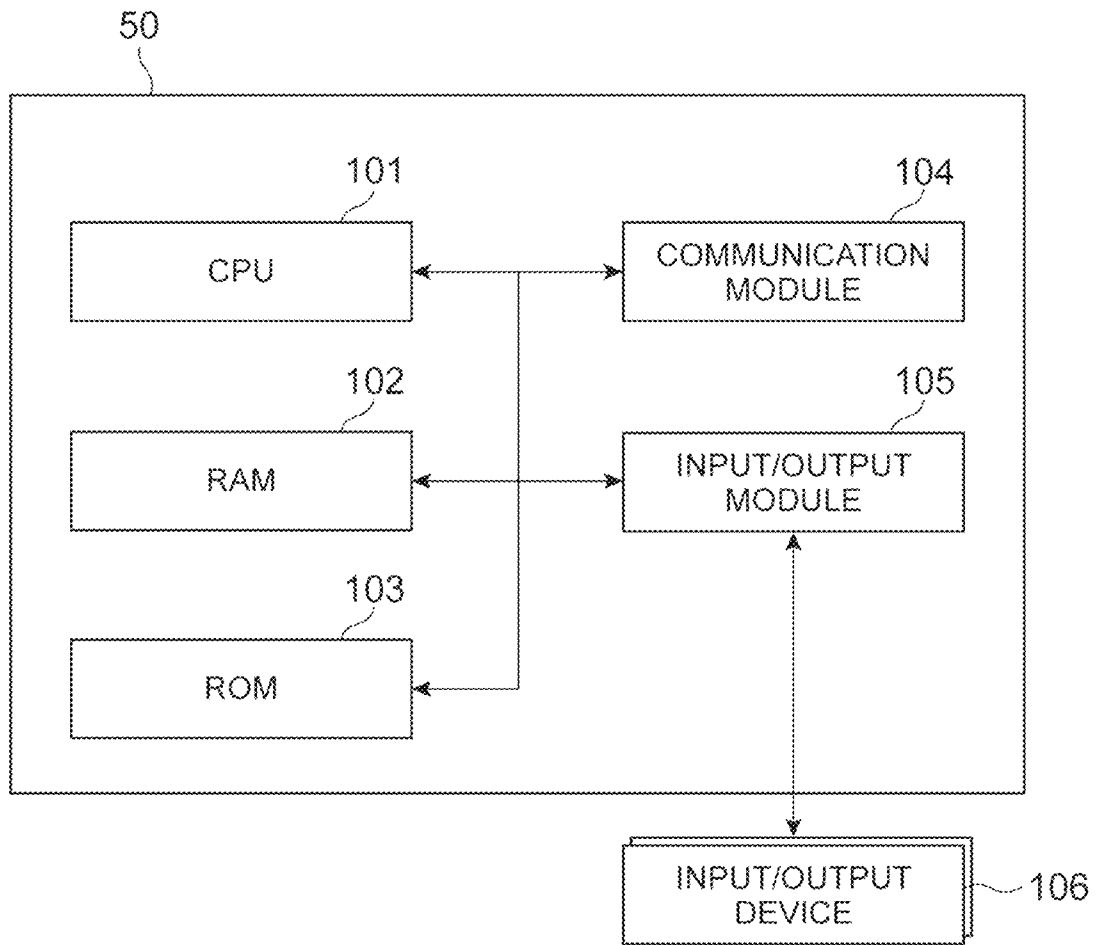 50
101
104
CPU
COMMUNICATION
MODULE
102
105
RAM
INPUT/OUTPUT
MODULE
103
ROM
INPUT/OUTPUT
DEVICE
106